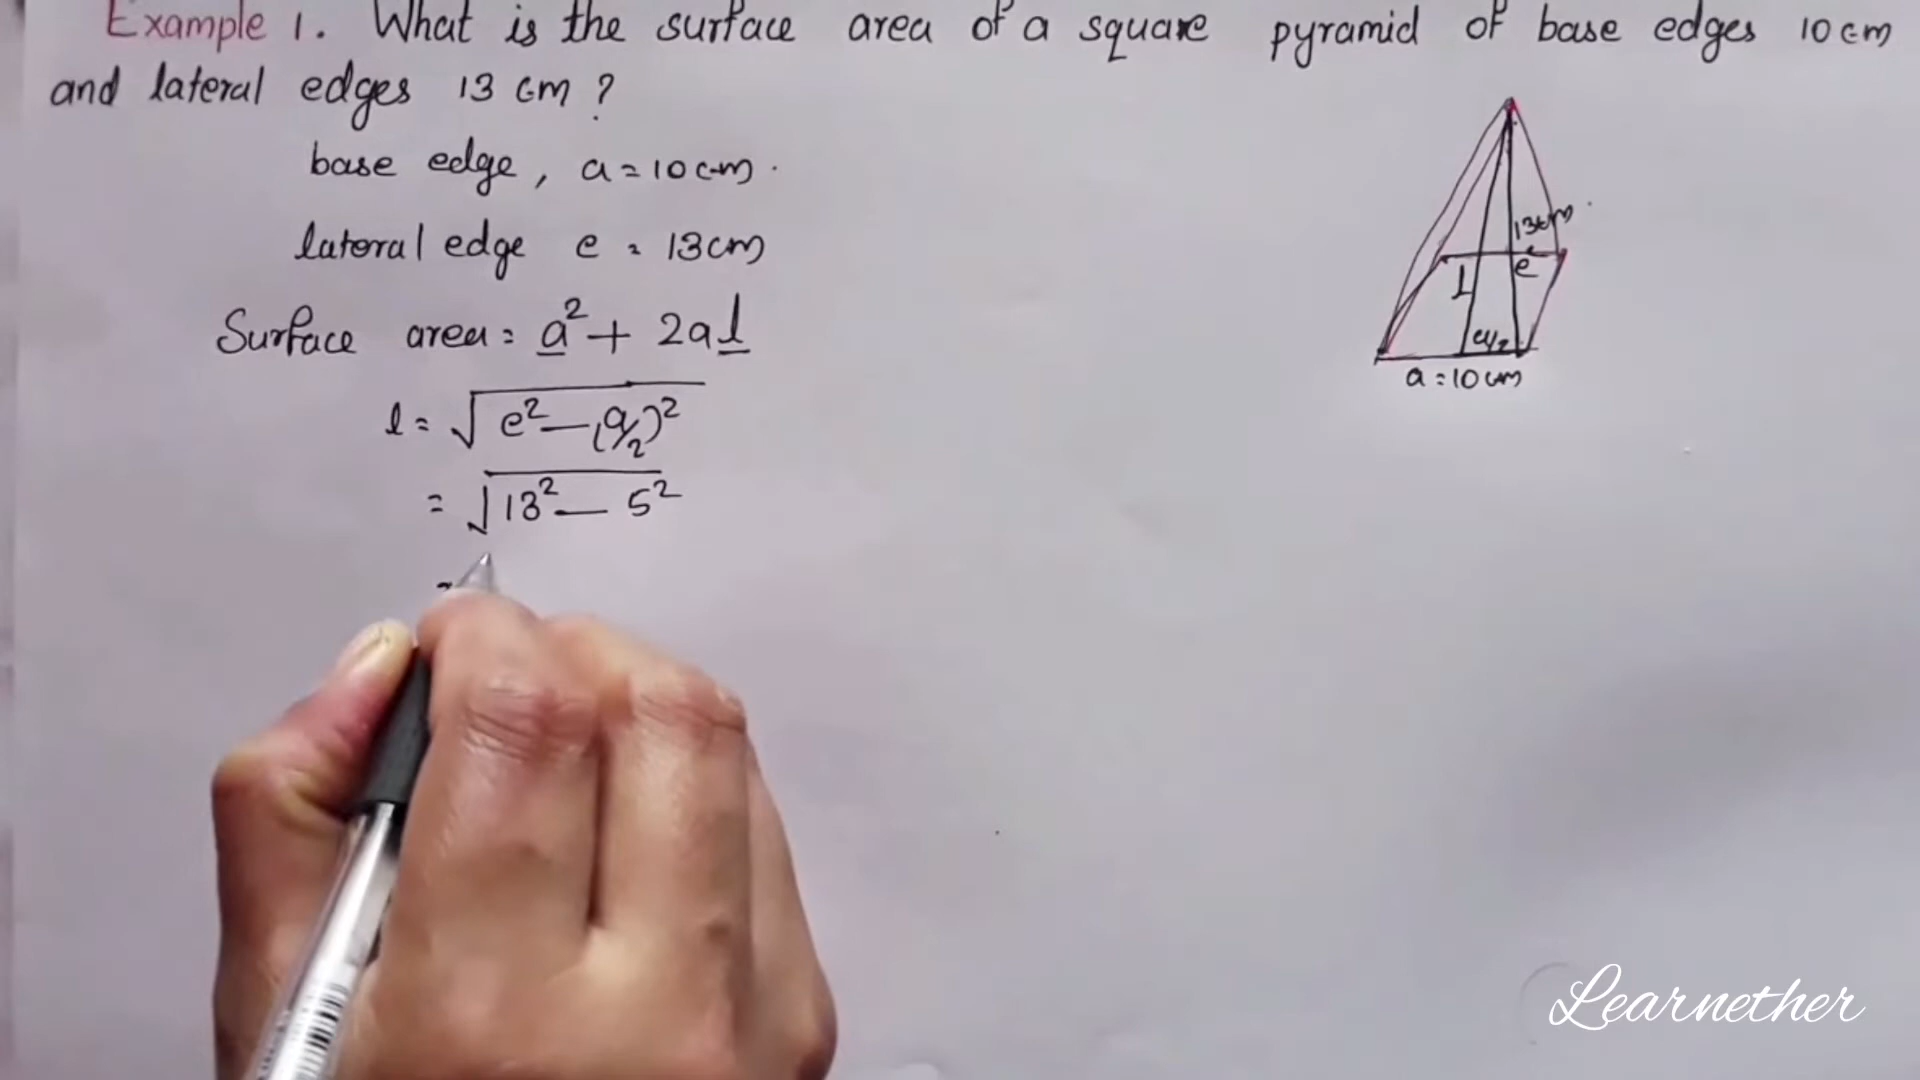 Example 1. What is the surface area of a square pyramid of base edges 10 cm
and lateral edges 13 cm ?
base edge, a = 10 cm.
lateral edge e = 13 cm
Surface area = a² + 2al
l = √e² — (a/2)²
= √13² — 5²
=
13cm
l e
a/2
a = 10 cm
Learnether